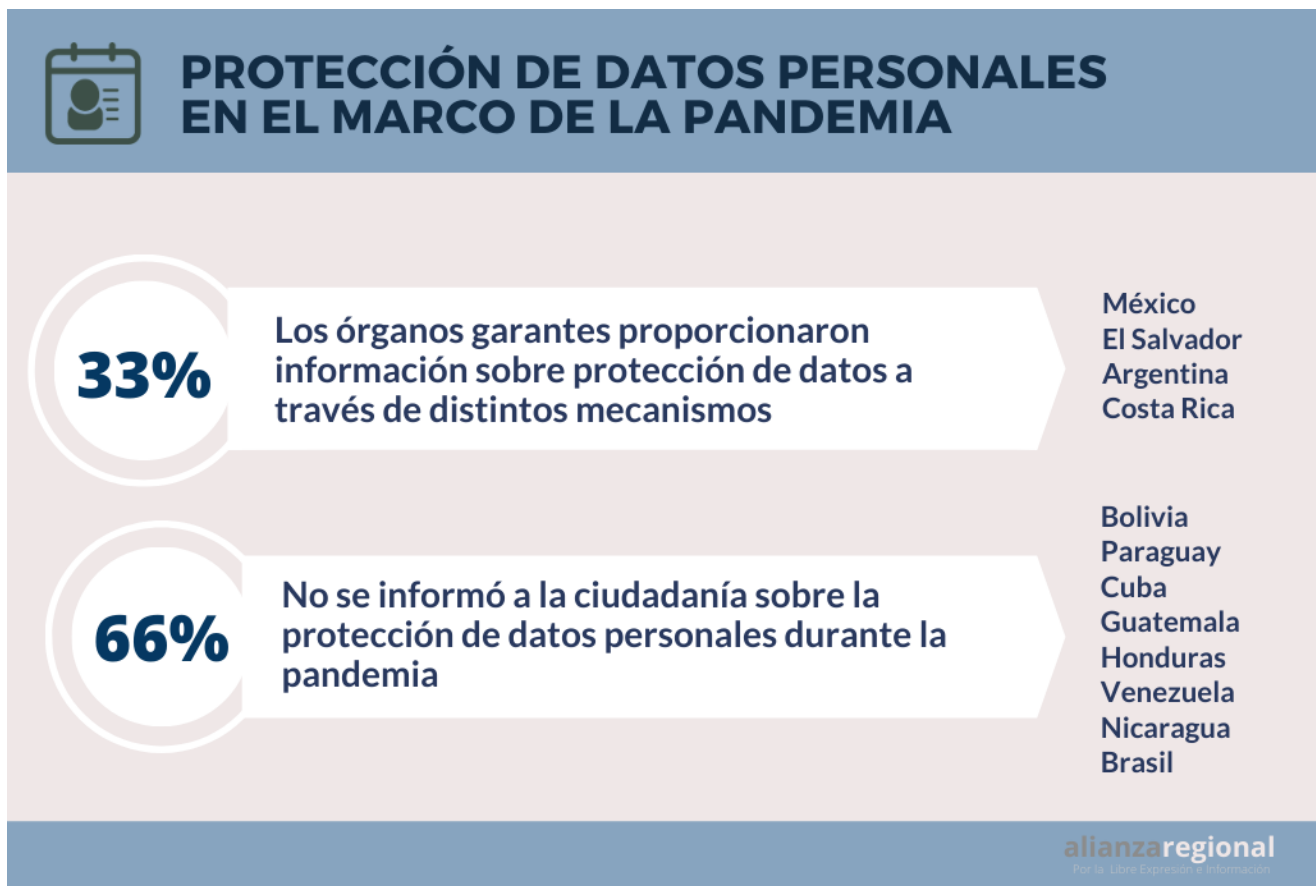 PROTECCIÓN DE DATOS PERSONALES
EN EL MARCO DE LA PANDEMIA
33%
Los órganos garantes proporcionaron
información sobre protección de datos a
través de distintos mecanismos
México
El Salvador
Argentina
Costa Rica
66%
No se informó a la ciudadanía sobre la
protección de datos personales durante la
pandemia
Bolivia
Paraguay
Cuba
Guatemala
Honduras
Venezuela
Nicaragua
Brasil
alianzaregional
Por la Libre Expresión e Información